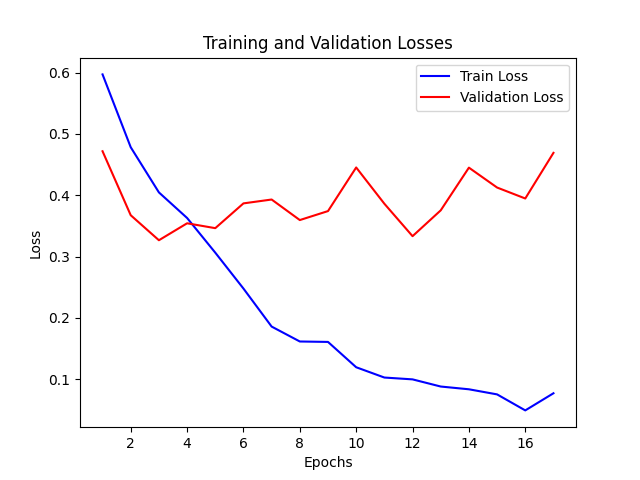 Training and Validation Losses
Train Loss
Validation Loss
0.6
0.5
0.4
0.3
0.2
0.1
Loss
2 4 6 8 10 12 14 16
Epochs